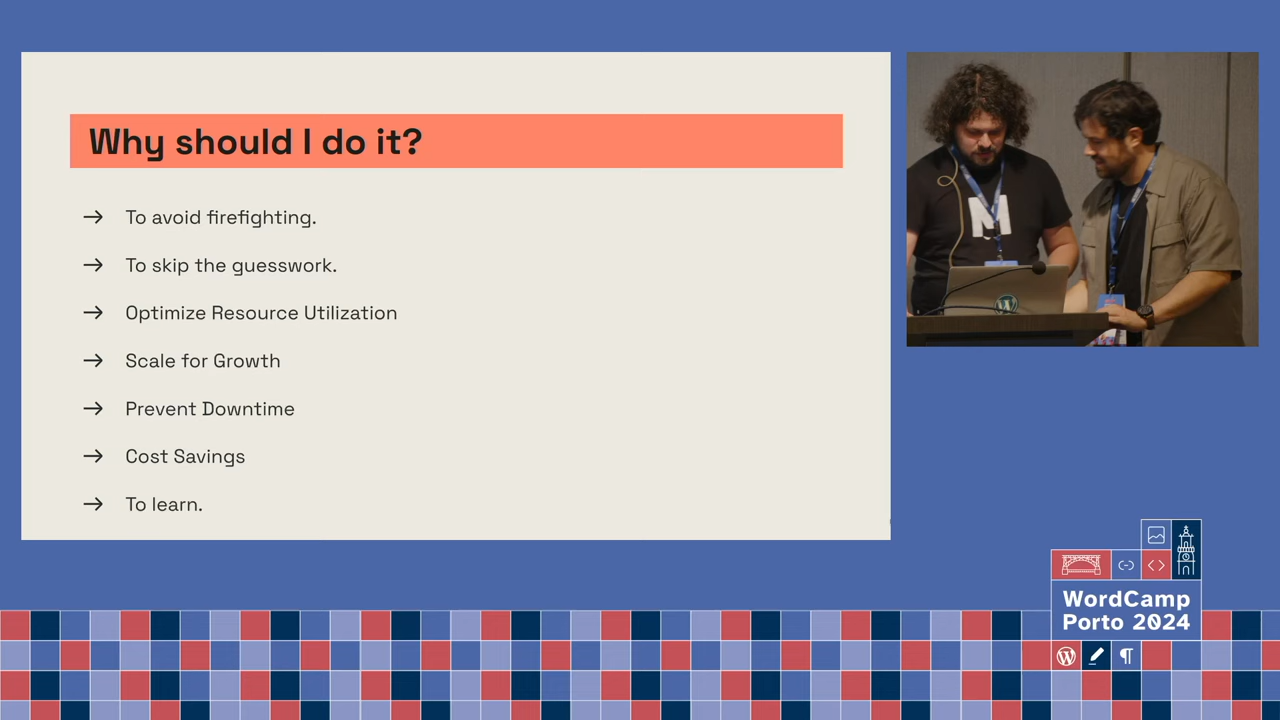 Why should I do it?
→ To avoid firefighting.
→ To skip the guesswork.
→ Optimize Resource Utilization
→ Scale for Growth
→ Prevent Downtime
→ Cost Savings
→ To learn.
M
WordCamp
Porto 2024